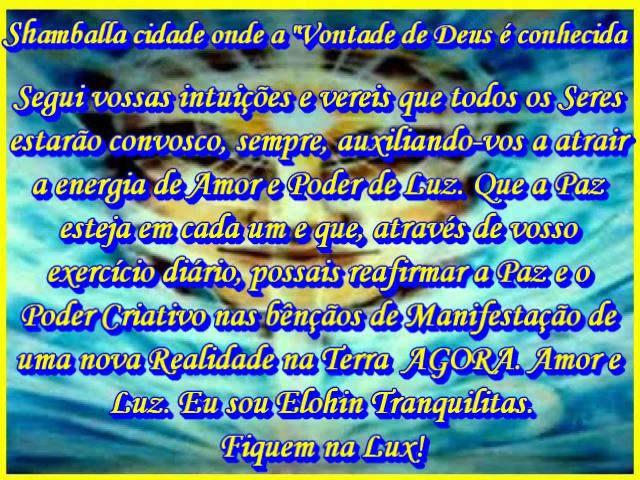 Shamballa cidade onde a "Vontade de Deus é conhecida
Segui vossas intuições e vereis que todos os Seres
estarão convosco, sempre, auxiliando-vos a atrair
a energia de Amor e Poder de Luz. Que a Paz
esteja em cada um e que, através de vosso
exercício diário, possais reafirmar a Paz e o
Poder Criativo nas bênçãos de Manifestação de
uma nova Realidade na Terra AGORA. Amor e
Luz. Eu sou Elohin Tranquilitas.
Fiquem na Lux!